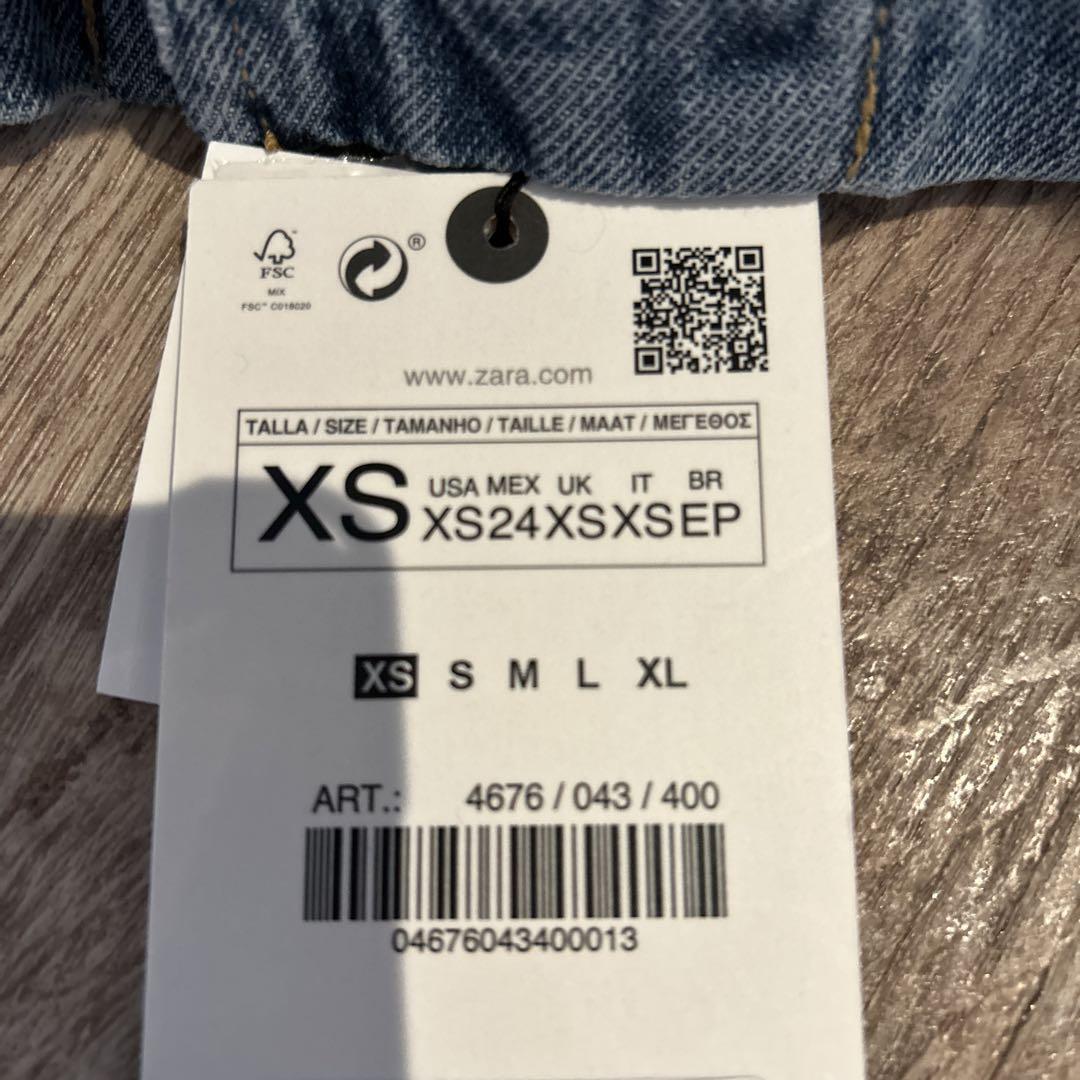 FSC
MIX
FSC™ C018020
®
www.zara.com
TALLA / SIZE / TAMANHO / TAILLE / MAAT / ΜΕΓΕΘΟΣ
XS
USA MEX UK IT BR
XS 24 XS XS EP
XS S M L XL
ART.: 4676 / 043 / 400
04676043400013